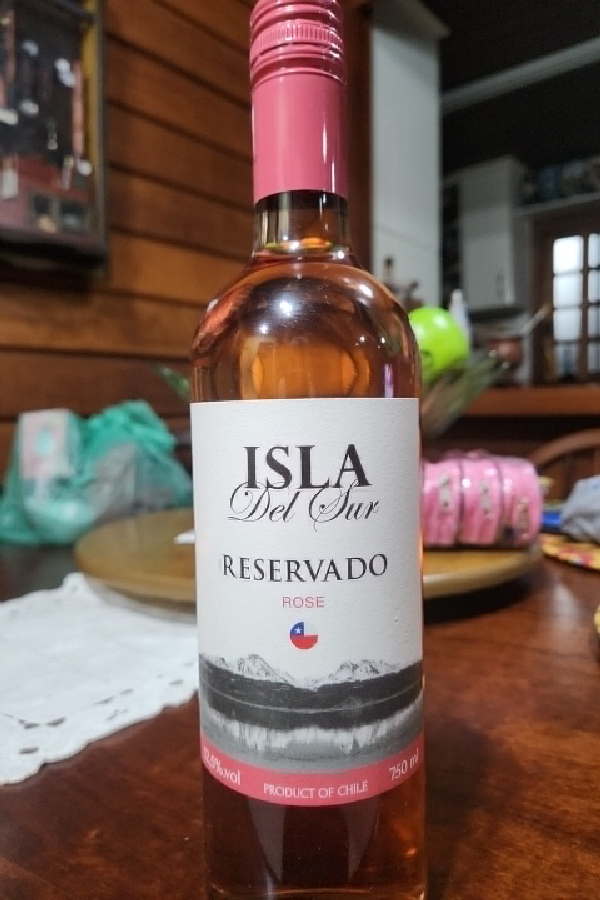 ISLA
Del Sur
RESERVADO
ROSE
PRODUCT OF CHILE
750 ml